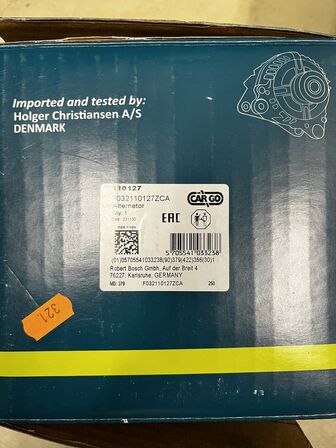 Imported and tested by:
Holger Christiansen A/S
DENMARK
110127
F032110127ZCA
Alternator
Qty: 1
CARGO
EAC
5705541033238
(01)05705541033238(90)379(422)356(30)1
Robert Bosch Gmbh, Auf der Breit 4
76227, Karlsruhe, GERMANY
MD: 379 F032110127ZCA 250
321